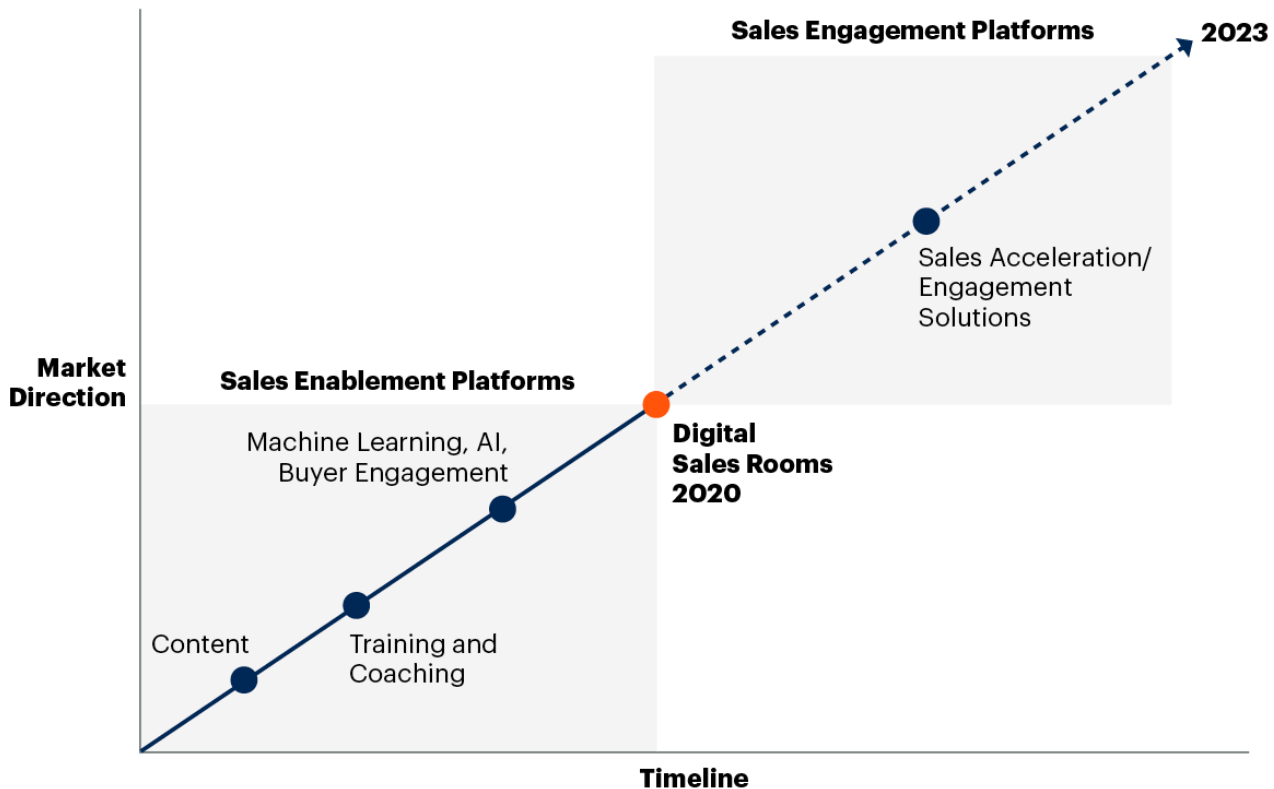 Sales Engagement Platforms
2023
Sales Acceleration/
Engagement
Solutions
Market
Direction
Sales Enablement Platforms
Machine Learning, AI,
Buyer Engagement
Digital
Sales Rooms
2020
Content
Training and
Coaching
Timeline